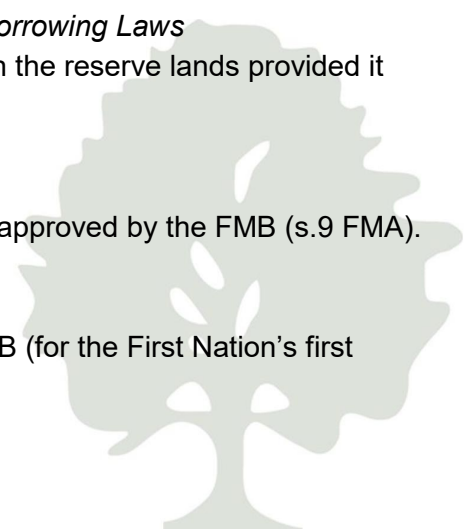 orrowing Laws
n the reserve lands provided it
approved by the FMB (s.9 FMA).
B (for the First Nation’s first